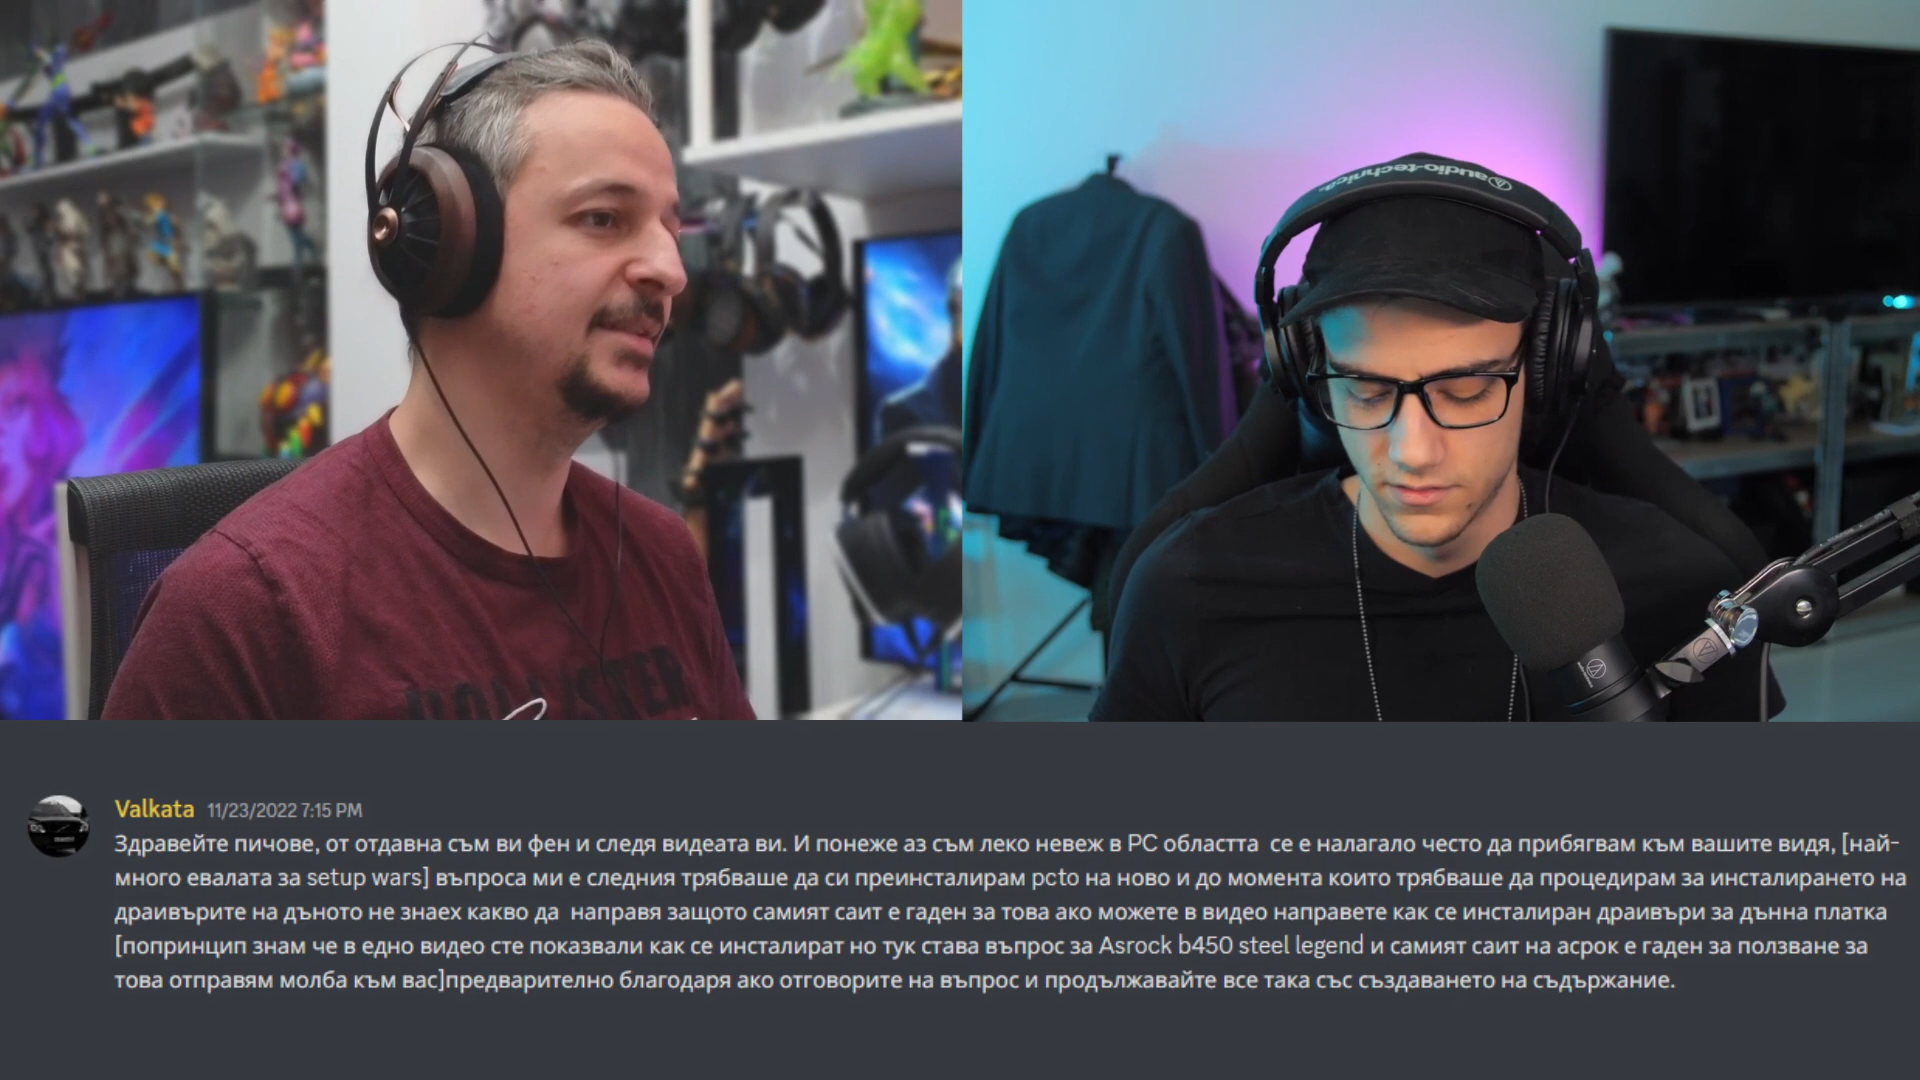 audio-technica
HOLLISTER
Valkata 11/23/2022 7:15 PM
Здравейте пичове, от отдавна съм ви фен и следя видеата ви. И понеже аз съм леко невеж в PC областта се е налагало често да прибягвам към вашите видя, [най-
много евалата за setup wars] въпроса ми е следния трябваше да си преинсталирам pcto на ново и до момента които трябваше да процедирам за инсталирането на
драивърите на дъното не знаех какво да направя защото самият саит е гаден за това ако можете в видео направете как се инсталиран драивъри за дънна платка
[попринцип знам че в едно видео сте показвали как се инсталират но тук става въпрос за Asrock b450 steel legend и самият саит на асрок е гаден за ползване за
това отправям молба към вас]предварително благодаря ако отговорите на въпрос и продължавайте все така със създаването на съдържание.